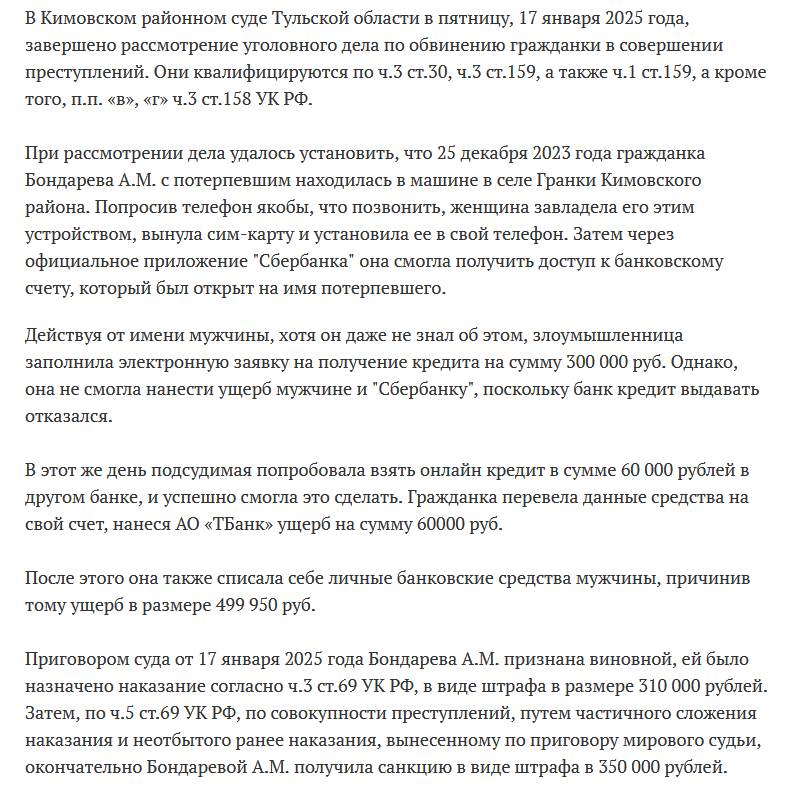 В Кимовском районном суде Тульской области в пятницу, 17 января 2025 года,
завершено рассмотрение уголовного дела по обвинению гражданки в совершении
преступлений. Они квалифицируются по ч.3 ст.30, ч.3 ст.159, а также ч.1 ст.159, а кроме
того, п.п. «в», «г» ч.3 ст.158 УК РФ.
При рассмотрении дела удалось установить, что 25 декабря 2023 года гражданка
Бондарева А.М. с потерпевшим находилась в машине в селе Гранки Кимовского
района. Попросив телефон якобы, что позвонить, женщина завладела его этим
устройством, вынула сим-карту и установила ее в свой телефон. Затем через
официальное приложение "Сбербанка" она смогла получить доступ к банковскому
счету, который был открыт на имя потерпевшего.
Действуя от имени мужчины, хотя он даже не знал об этом, злоумышленница
заполнила электронную заявку на получение кредита на сумму 300 000 руб. Однако,
она не смогла нанести ущерб мужчине и "Сбербанку", поскольку банк кредит выдавать
отказался.
В этот же день подсудимая попробовала взять онлайн кредит в сумме 60 000 рублей в
другом банке, и успешно смогла это сделать. Гражданка перевела данные средства на
свой счет, нанеся АО «ТБанк» ущерб на сумму 60000 руб.
После этого она также списала себе личные банковские средства мужчины, причинив
тому ущерб в размере 499 950 руб.
Приговором суда от 17 января 2025 года Бондарева А.М. признана виновной, ей было
назначено наказание согласно ч.3 ст.69 УК РФ, в виде штрафа в размере 310 000 рублей.
Затем, по ч.5 ст.69 УК РФ, по совокупности преступлений, путем частичного сложения
наказания и неотбытого ранее наказания, вынесенному по приговору мирового судьи,
окончательно Бондаревой А.М. получила санкцию в виде штрафа в 350 000 рублей.